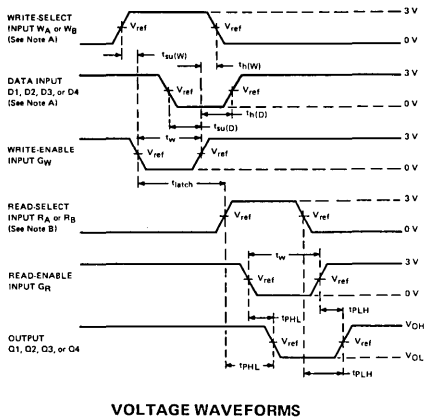 WRITE-SELECT
INPUT WA or WB
(See Note A)
Vref
Vref
3 V
0 V
tsu(W)
th(W)
DATA INPUT
D1, D2, D3, or D4
(See Note A)
Vref
Vref
3 V
0 V
th(D)
tsu(D)
tw
WRITE-ENABLE
INPUT GW
Vref
Vref
3 V
0 V
tlatch
READ-SELECT
INPUT RA or RB
(See Note B)
Vref
Vref
3 V
0 V
tw
READ-ENABLE
INPUT GR
Vref
Vref
3 V
0 V
tPHL
tPLH
OUTPUT
Q1, Q2, Q3, or Q4
Vref
Vref
VOH
VOL
tPHL
tPLH
VOLTAGE WAVEFORMS